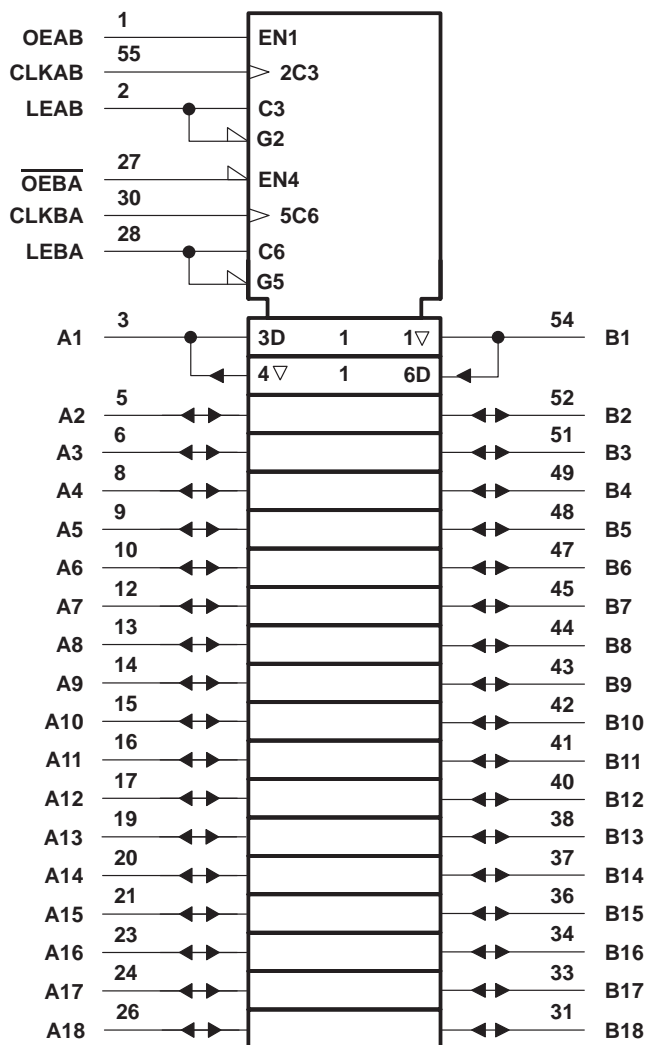 OEAB 1 EN1
CLKAB 55 2C3
LEAB 2 C3
G2
OEBA 27 EN4
CLKBA 30 5C6
LEBA 28 C6
G5
A1 3 3D 1 1▽ 54 B1
4▽ 1 6D
A2 5 52 B2
A3 6 51 B3
A4 8 49 B4
A5 9 48 B5
A6 10 47 B6
A7 12 45 B7
A8 13 44 B8
A9 14 43 B9
A10 15 42 B10
A11 16 41 B11
A12 17 40 B12
A13 19 38 B13
A14 20 37 B14
A15 21 36 B15
A16 23 34 B16
A17 24 33 B17
A18 26 31 B18